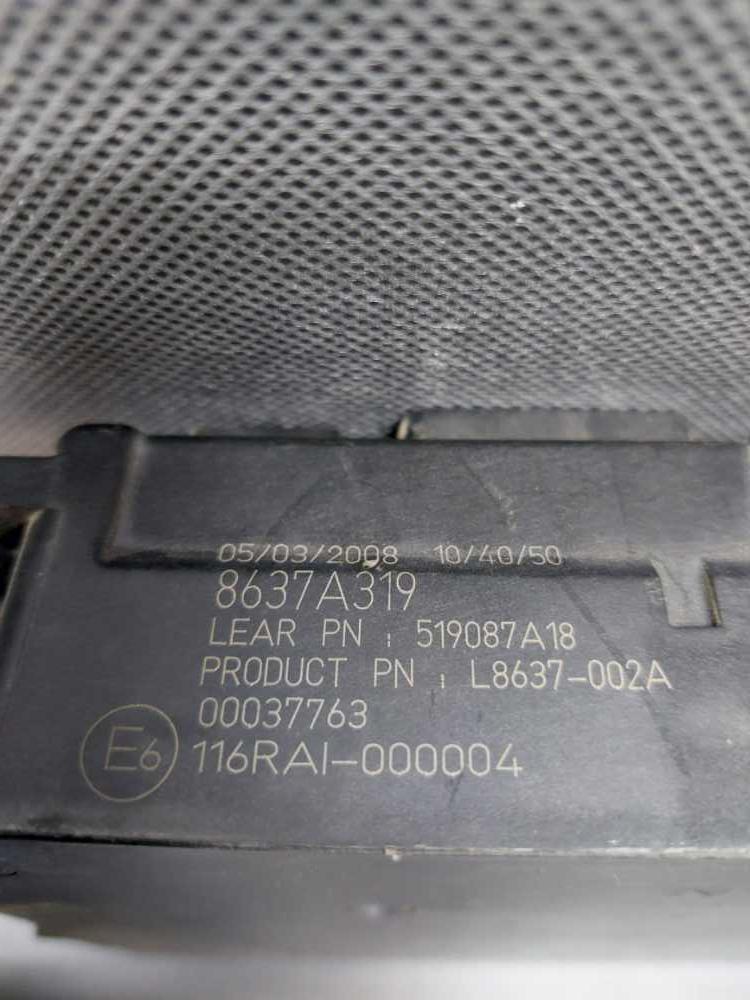 05/03/2008 10/40/50
8637A319
LEAR PN : 519087A18
PRODUCT PN : L8637-002A
00037763
E6 116RAI-000004